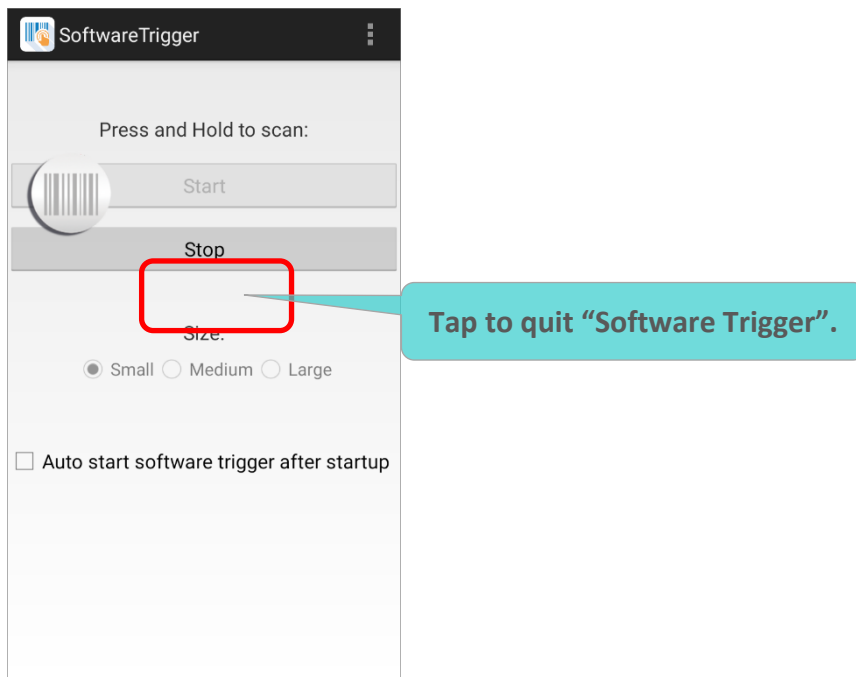 SoftwareTrigger
Press and Hold to scan:
Start
Stop
Tap to quit “Software Trigger”.
Size:
Small Medium Large
Auto start software trigger after startup